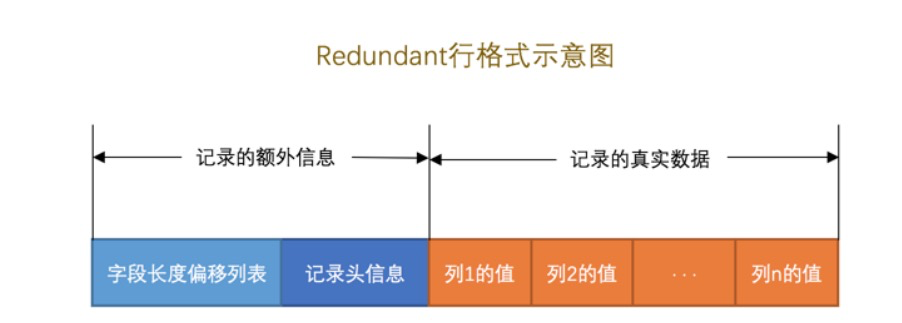 Redundant行格式示意图
记录的额外信息
记录的真实数据
字段长度偏移列表
记录头信息
列1的值
列2的值
···
列n的值